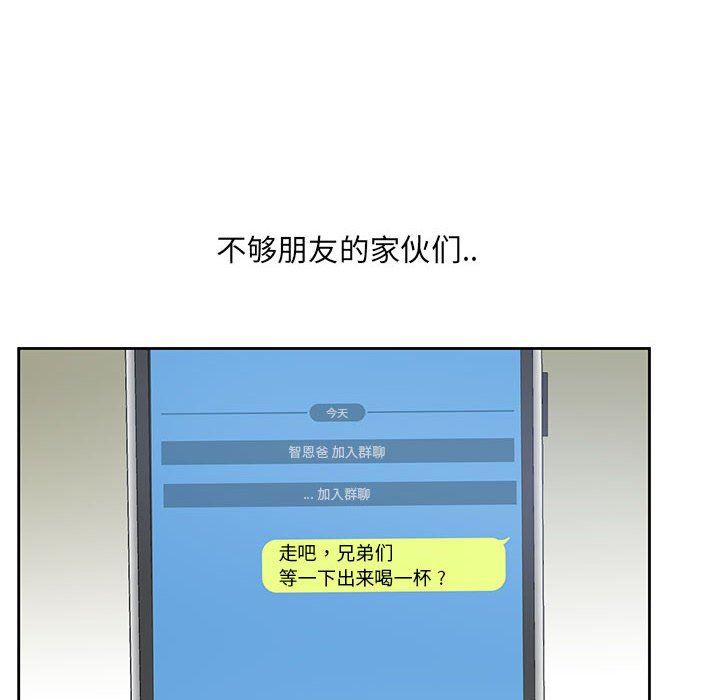 不够朋友的家伙们..
今天
智恩爸 加入群聊
... 加入群聊
走吧，兄弟们
等一下出来喝一杯？